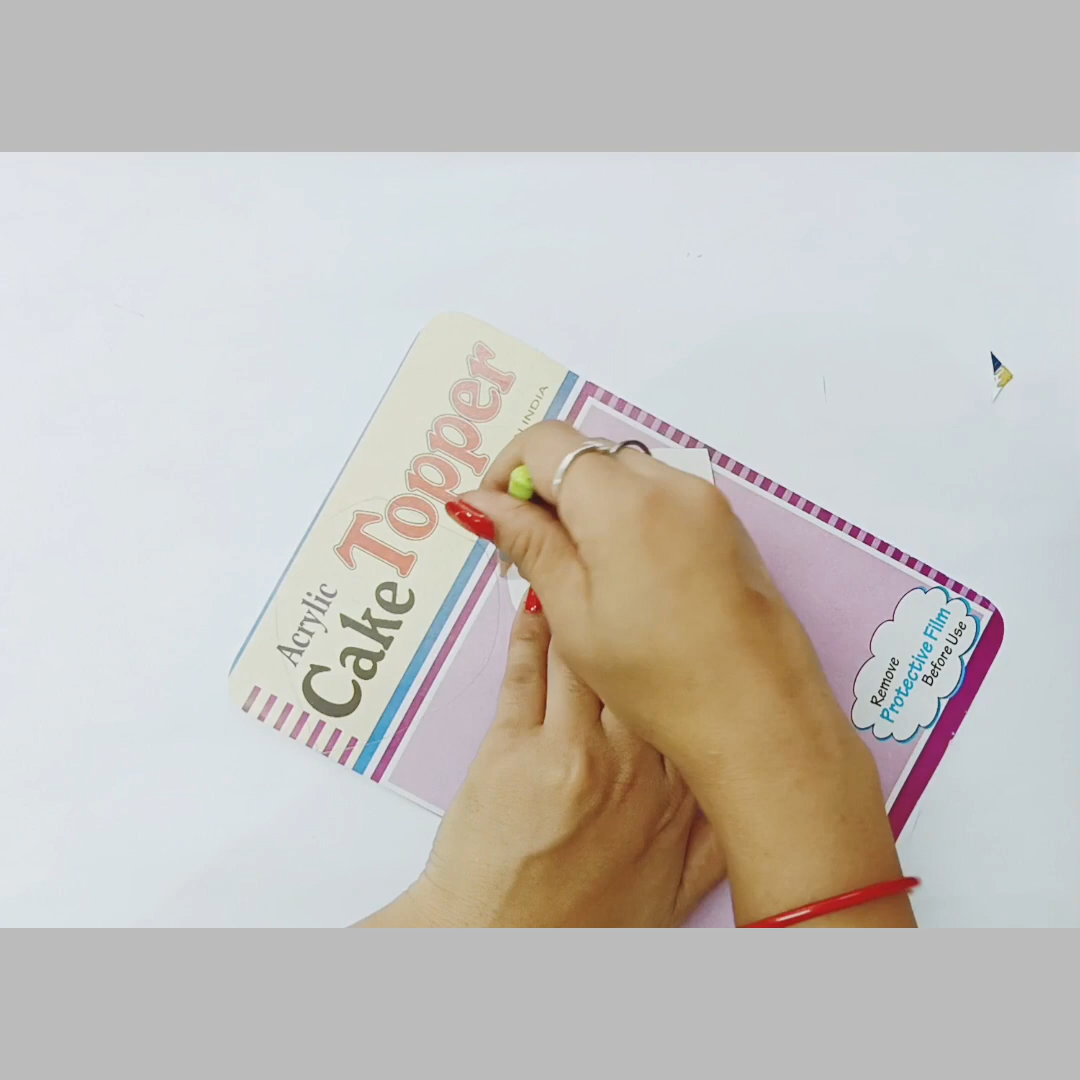 Acrylic
Cake
Topper
INDIA
Remove
Protective Film
Before Use